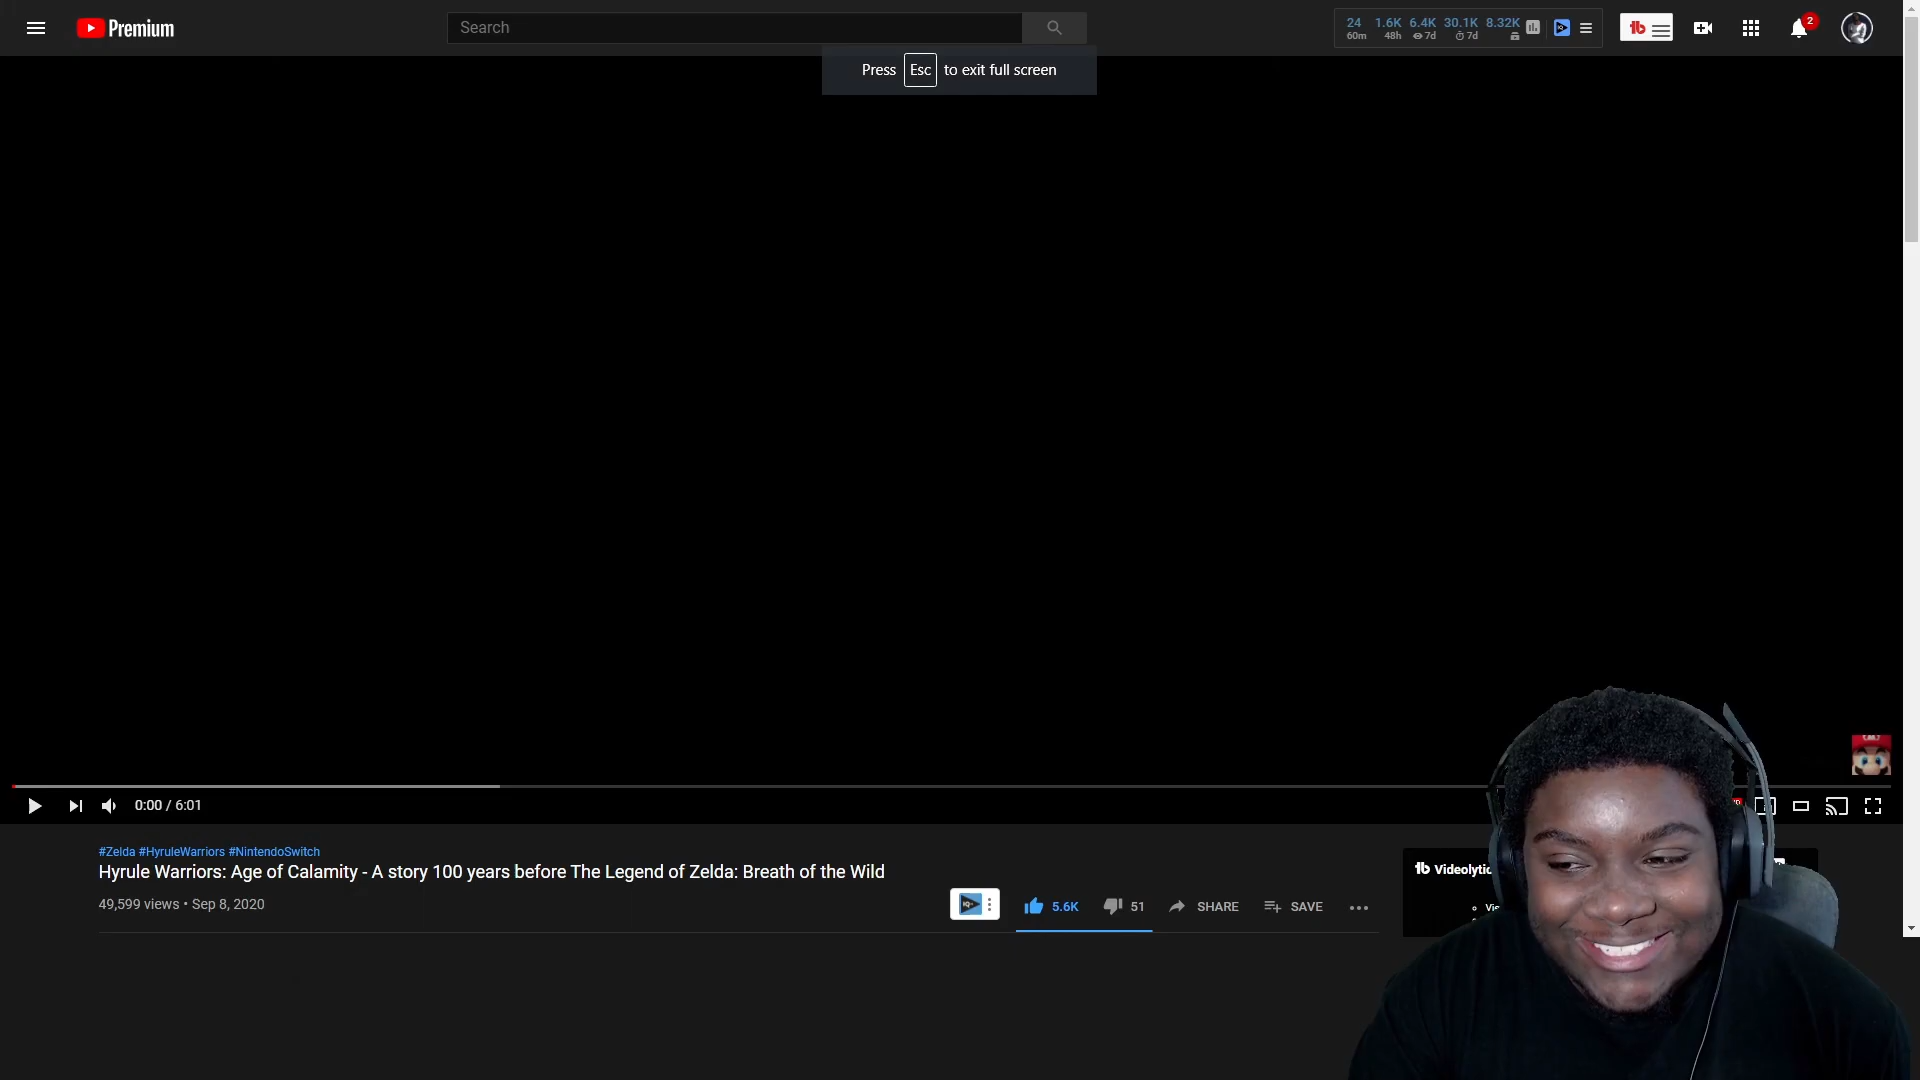 Premium
Search
24 1.6K 6.4K 30.1K 8.32K
60m 48h 7d 7d
2
Press Esc to exit full screen
0:00 / 6:01
#Zelda #HyruleWarriors #NintendoSwitch
Hyrule Warriors: Age of Calamity - A story 100 years before The Legend of Zelda: Breath of the Wild
49,599 views • Sep 8, 2020
5.6K 51 SHARE SAVE